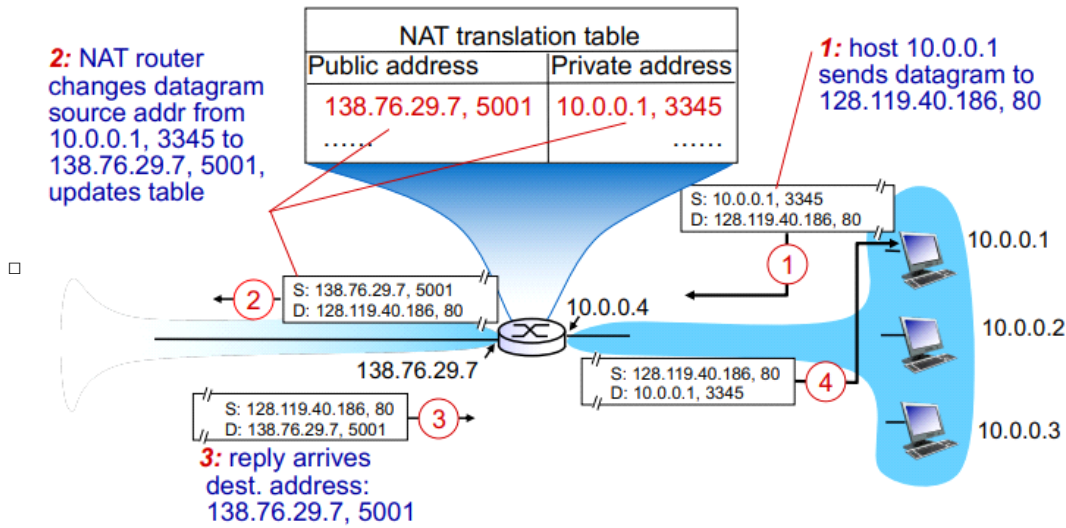 NAT translation table
Public address Private address
138.76.29.7, 5001 10.0.0.1, 3345
...... ......
2: NAT router
changes datagram
source addr from
10.0.0.1, 3345 to
138.76.29.7, 5001,
updates table
1: host 10.0.0.1
sends datagram to
128.119.40.186, 80
S: 10.0.0.1, 3345
D: 128.119.40.186, 80
1
10.0.0.1
S: 138.76.29.7, 5001
D: 128.119.40.186, 80
2
10.0.0.4
10.0.0.2
138.76.29.7
S: 128.119.40.186, 80
D: 10.0.0.1, 3345
4
S: 128.119.40.186, 80
D: 138.76.29.7, 5001
3
10.0.0.3
3: reply arrives
dest. address:
138.76.29.7, 5001